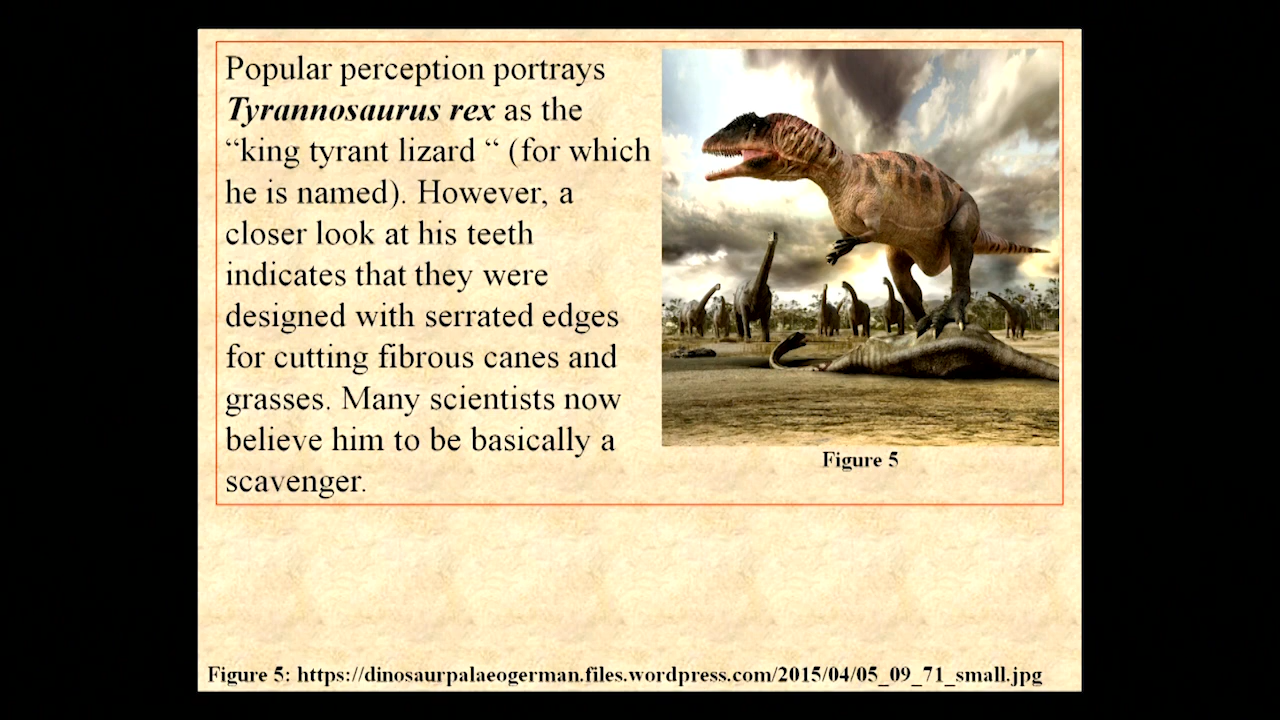 Popular perception portrays
Tyrannosaurus rex as the
“king tyrant lizard “ (for which
he is named). However, a
closer look at his teeth
indicates that they were
designed with serrated edges
for cutting fibrous canes and
grasses. Many scientists now
believe him to be basically a
scavenger.
Figure 5
Figure 5: https://dinosaurpalaeogerman.files.wordpress.com/2015/04/05_09_71_small.jpg